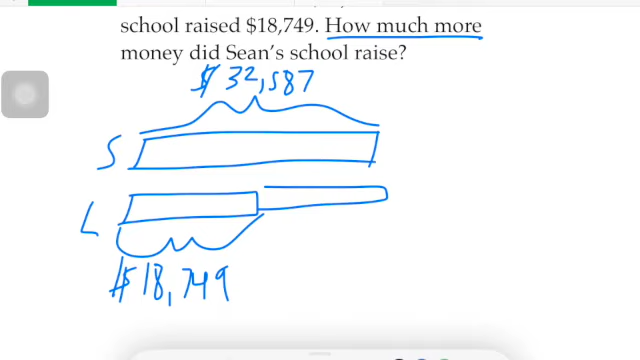 school raised $18,749. How much more
money did Sean's school raise?
$ 32,587
S
L
$18,749